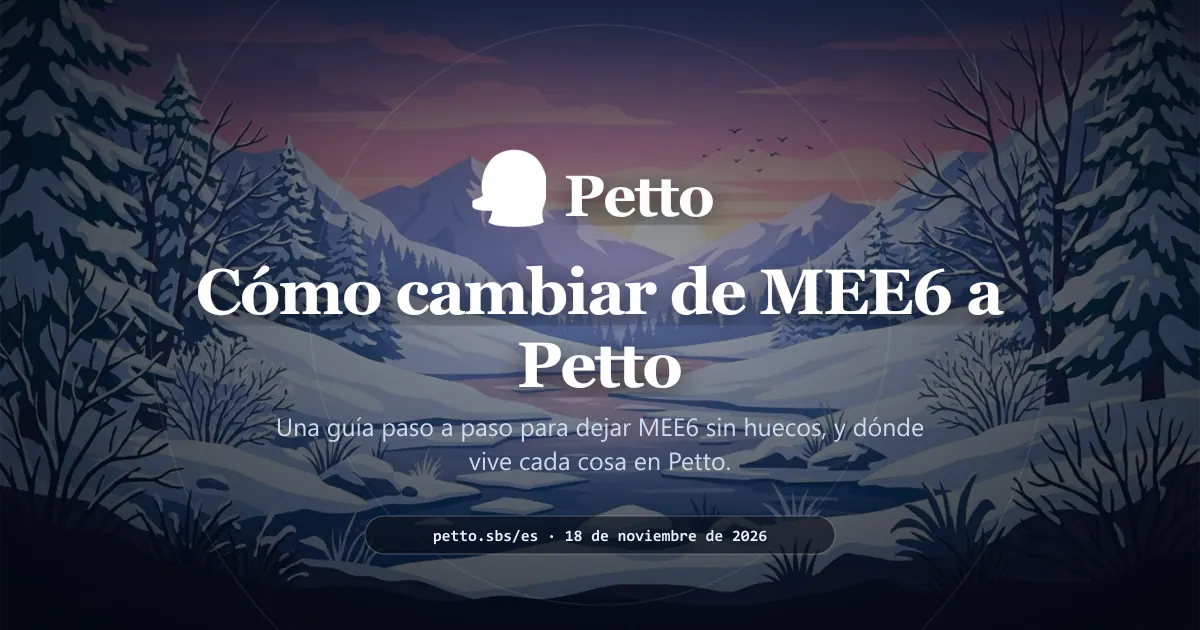 Petto
Cómo cambiar de MEE6 a
Petto
Una guía paso a paso para dejar MEE6 sin huecos, y dónde
vive cada cosa en Petto.
petto.sbs/es · 18 de noviembre de 2026